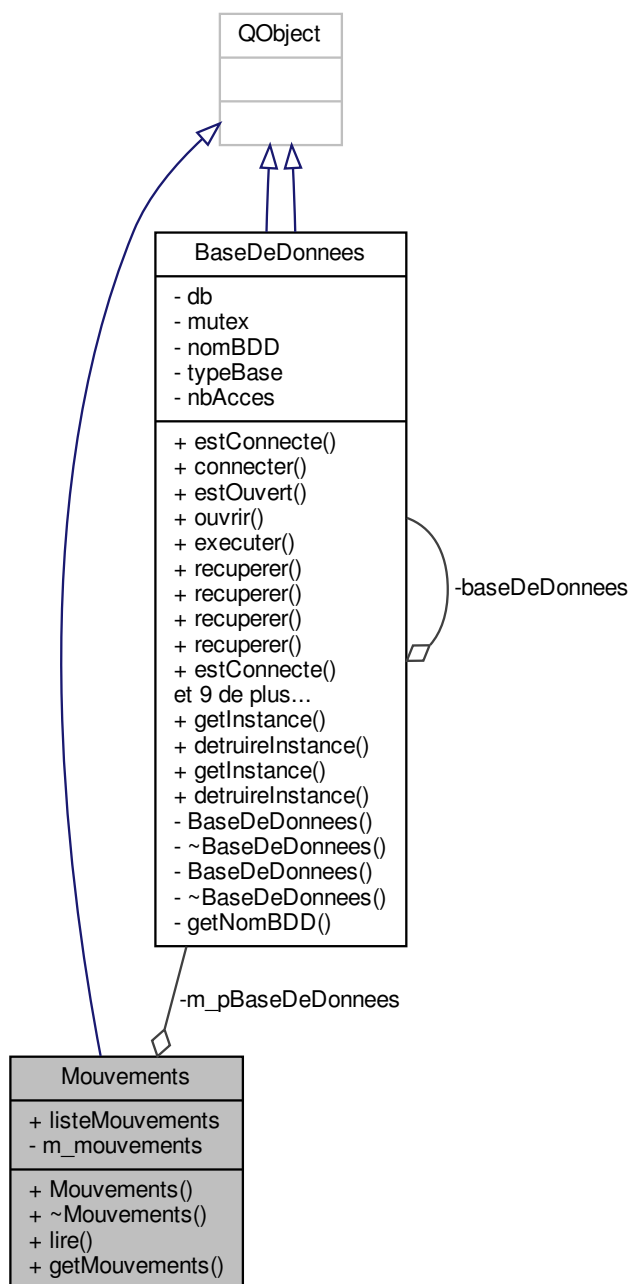 QObject
BaseDeDonnees
- db
- mutex
- nomBDD
- typeBase
- nbAcces
+ estConnecte()
+ connecter()
+ estOuvert()
+ ouvrir()
+ executer()
+ recuperer()
+ recuperer()
+ recuperer()
+ recuperer()
+ estConnecte()
et 9 de plus...
+ getInstance()
+ detruireInstance()
+ getInstance()
+ detruireInstance()
- BaseDeDonnees()
- ~BaseDeDonnees()
- BaseDeDonnees()
- ~BaseDeDonnees()
- getNomBDD()
-baseDeDonnees
-m_pBaseDeDonnees
Mouvements
+ listeMouvements
- m_mouvements
+ Mouvements()
+ ~Mouvements()
+ lire()
+ getMouvements()